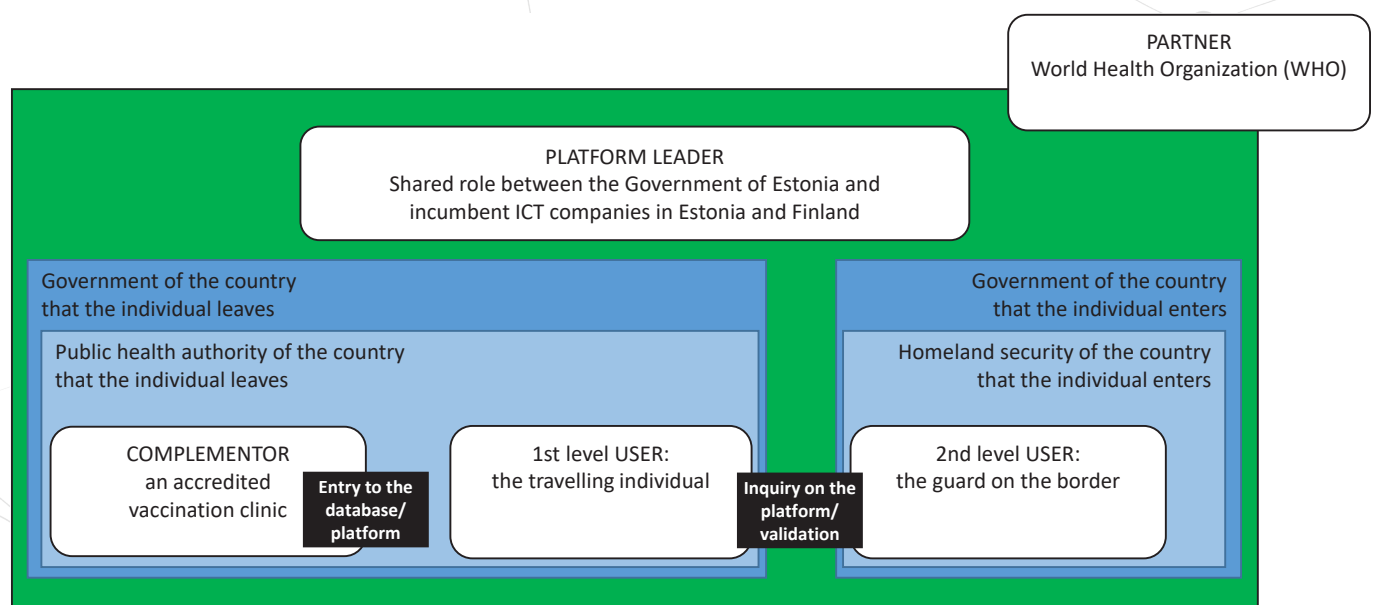 PARTNER
World Health Organization (WHO)
PLATFORM LEADER
Shared role between the Government of Estonia and
incumbent ICT companies in Estonia and Finland
Government of the country
that the individual leaves
Government of the country
that the individual enters
Public health authority of the country
that the individual leaves
Homeland security of the country
that the individual enters
COMPLEMENTOR
an accredited
vaccination clinic
Entry to the
database/
platform
1st level USER:
the travelling individual
Inquiry on the
platform/
validation
2nd level USER:
the guard on the border